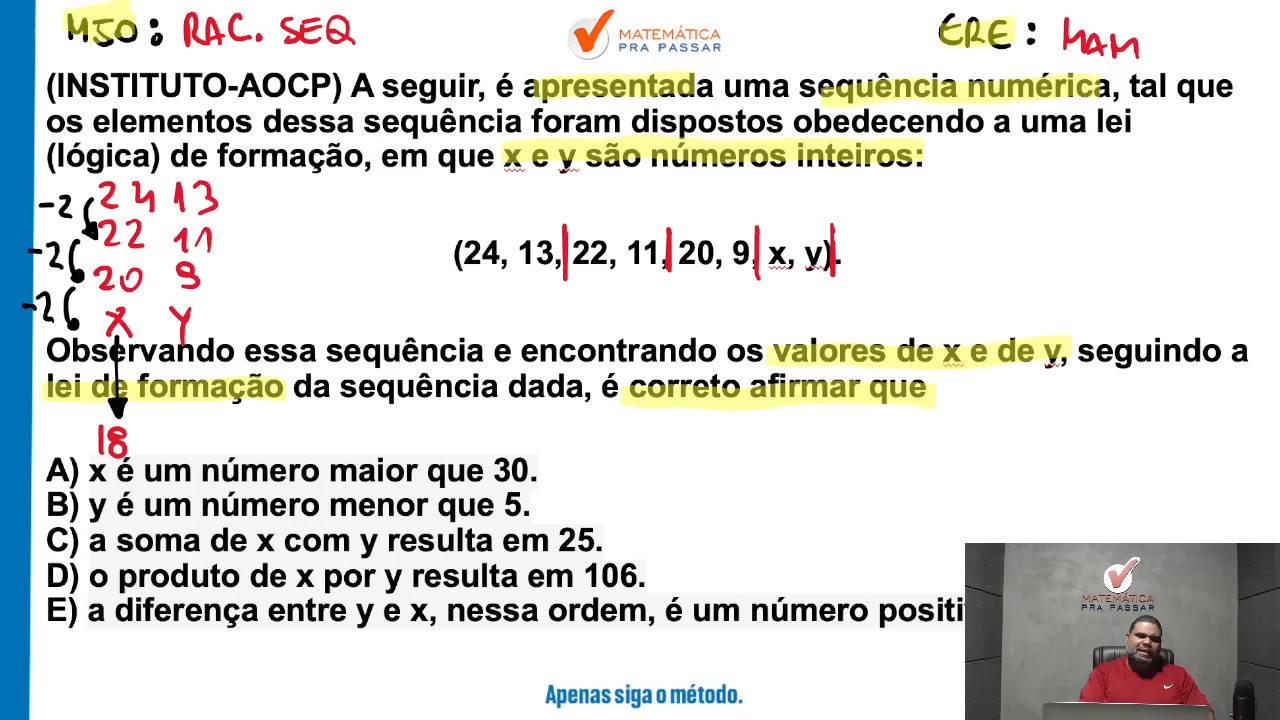 M50: RAC. SEQ
MATEMÁTICA
PRA PASSAR
CRE: MAM
(INSTITUTO-AOCP) A seguir, é apresentada uma sequência numérica, tal que
os elementos dessa sequência foram dispostos obedecendo a uma lei
(lógica) de formação, em que x e y são números inteiros:
-2 24 13
22 11
(24, 13, 22, 11, 20, 9, x, y).
-2 20 9
-2 X Y
Observando essa sequência e encontrando os valores de x e de y, seguindo a
lei de formação da sequência dada, é correto afirmar que
18
A) x é um número maior que 30.
B) y é um número menor que 5.
C) a soma de x com y resulta em 25.
D) o produto de x por y resulta em 106.
E) a diferença entre y e x, nessa ordem, é um número positi
MATEMÁTICA
PRA PASSAR
Apenas siga o método.